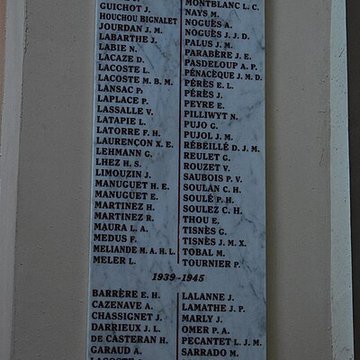 GUICHOT J.
HOUCHOU BIGNALET
JOURDAN J. M.
LABARTHE J.
LABIE N.
LACAZE D.
LACOSTE L.
LACOSTE M. B. M.
LANSAC P.
LAPLACE P.
LASSALLE V.
LATAPIE L.
LATORRE F. H.
LAURENÇON X. E.
LEHMANN G.
LHEZ H. S.
LIMOUZIN J.
MANUGUET H. E.
MANUGUET E.
MARTINEZ H.
MARTINEZ R.
MAURA L. A.
MEDUS F.
MELIANDE M. A. H. L.
MELER L.
MONTBLANC L. C.
NAYS M.
NOGUÈS A.
NOGUÈS J. J. D.
PALUS J. M.
PARABÈRE J. E.
PASDELOUP A. P.
PÉNACÈQUE J. M. D.
PÉRÈS E. L.
PÉRÈS J.
PEYRE E.
PILLIWYT N.
PUJO G.
PUJOL J. M.
RÉBEILLÉ D. J. M.
REULET G.
ROUZET V.
SAUBOIS P. V.
SOULAN C. H.
SOULÉ P. H.
SOULEZ C. H.
THOU E.
TISNÈS G.
TISNÈS J. M. X.
TOBAL M.
TOURNIER P.
1939-1945
BARRÈRE E. H.
CAZENAVE A.
CHASSIGNET J.
DARRIEUX J. L.
DE CASTERAN H.
GARAUD A.
LALANNE J.
LAMATHE J. P.
MARLY J.
OMER P. A.
PECANTET L. J. M.
SARRADO M.